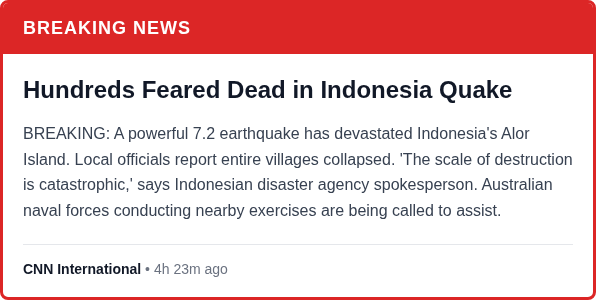 BREAKING NEWS
Hundreds Feared Dead in Indonesia Quake
BREAKING: A powerful 7.2 earthquake has devastated Indonesia's Alor
Island. Local officials report entire villages collapsed. 'The scale of destruction
is catastrophic,' says Indonesian disaster agency spokesperson. Australian
naval forces conducting nearby exercises are being called to assist.
CNN International • 4h 23m ago